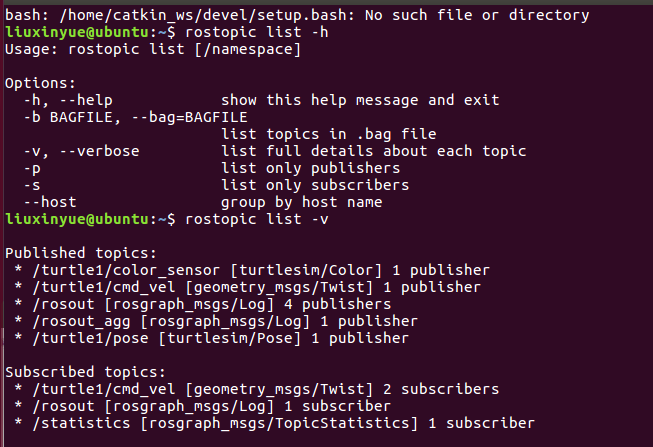 bash: /home/catkin_ws/devel/setup.bash: No such file or directory
liuxinyue@ubuntu:~$ rostopic list -h
Usage: rostopic list [/namespace]

Options:
  -h, --help            show this help message and exit
  -b BAGFILE, --bag=BAGFILE
                        list topics in .bag file
  -v, --verbose         list full details about each topic
  -p                    list only publishers
  -s                    list only subscribers
  --host                group by host name
liuxinyue@ubuntu:~$ rostopic list -v

Published topics:
 * /turtle1/color_sensor [turtlesim/Color] 1 publisher
 * /turtle1/cmd_vel [geometry_msgs/Twist] 1 publisher
 * /rosout [rosgraph_msgs/Log] 4 publishers
 * /rosout_agg [rosgraph_msgs/Log] 1 publisher
 * /turtle1/pose [turtlesim/Pose] 1 publisher

Subscribed topics:
 * /turtle1/cmd_vel [geometry_msgs/Twist] 2 subscribers
 * /rosout [rosgraph_msgs/Log] 1 subscriber
 * /statistics [rosgraph_msgs/TopicStatistics] 1 subscriber